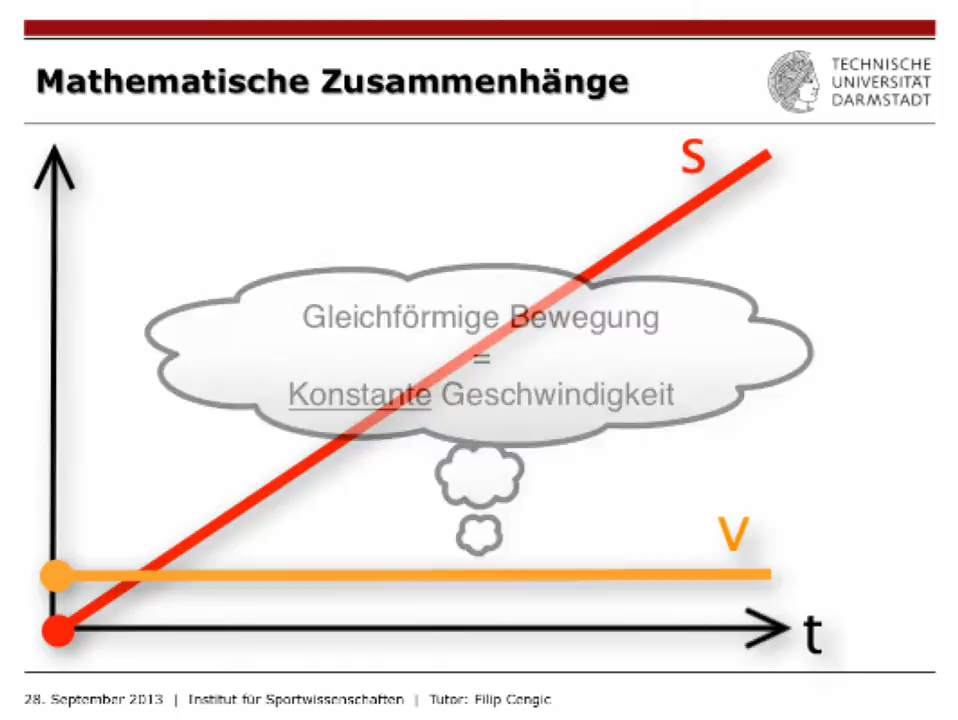 Mathematische Zusammenhänge
TECHNISCHE
UNIVERSITÄT
DARMSTADT
S
Gleichförmige Bewegung
=
Konstante Geschwindigkeit
V
t
28. September 2013 | Institut für Sportwissenschaften | Tutor: Filip Cengic